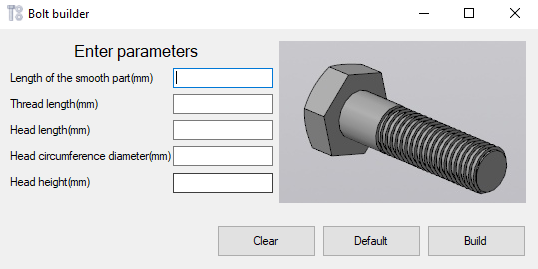 Bolt builder
Enter parameters
Length of the smooth part(mm)
Thread length(mm)
Head length(mm)
Head circumference diameter(mm)
Head height(mm)
Clear
Default
Build